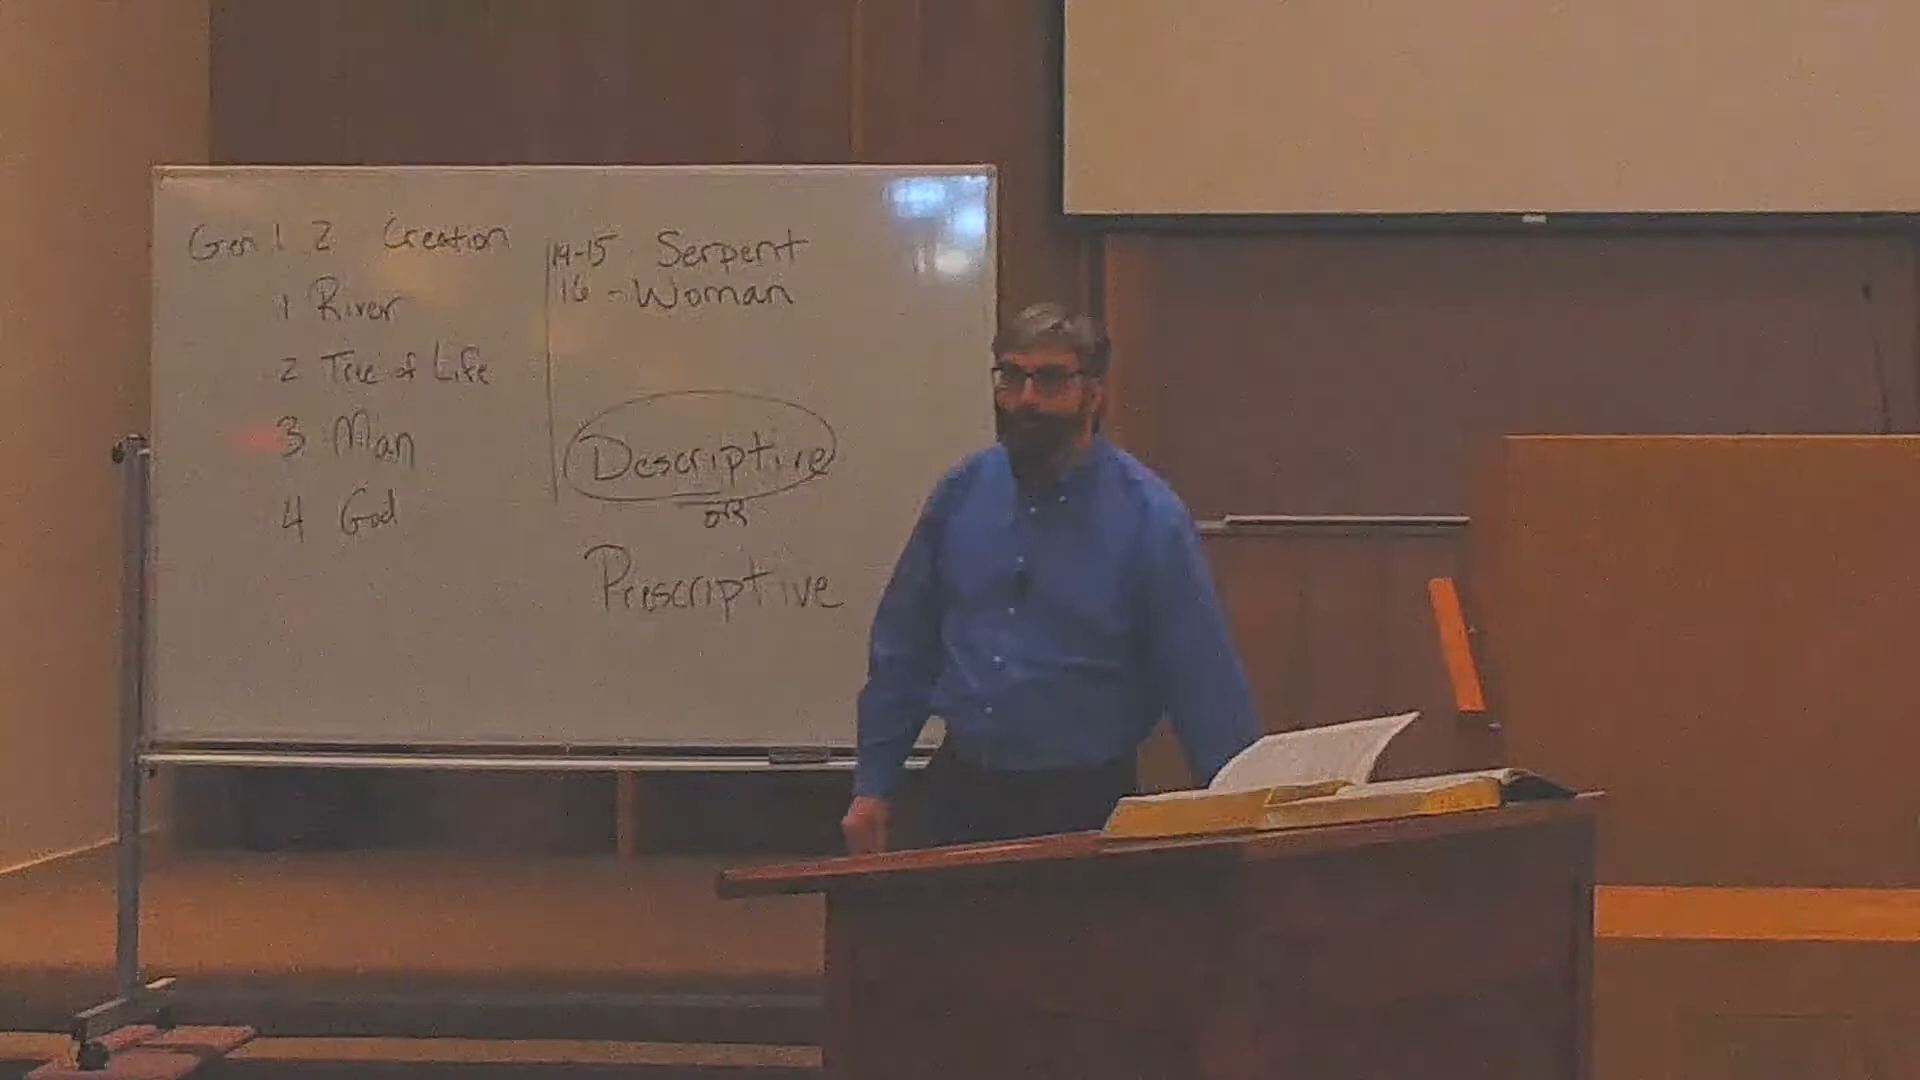 Gen 1 2 Creation
1 River
2 Tree of Life
3 Man
4 God
14-15 Serpent
16 - Woman
Descriptive
or
Prescriptive